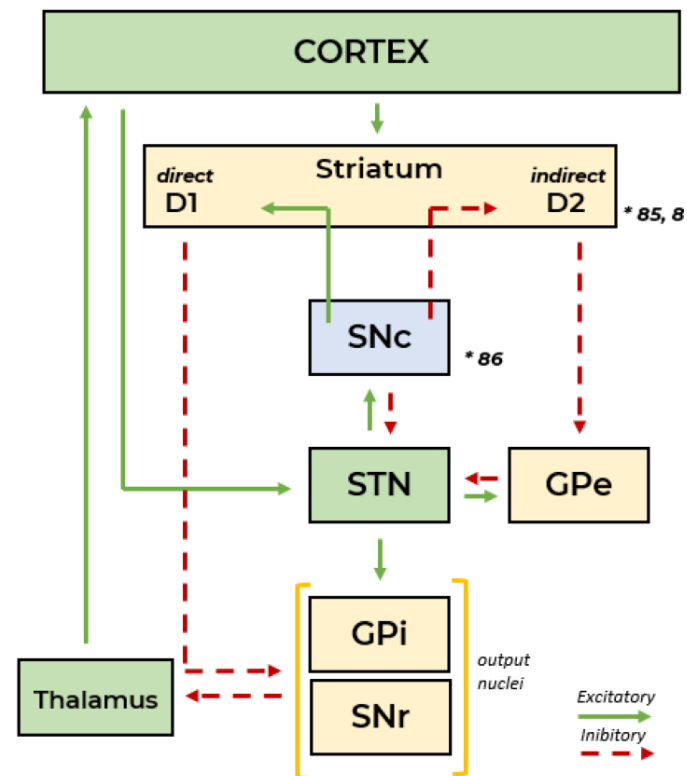 CORTEX
Striatum
direct
D1
indirect
D2
* 85, 8
SNc
* 86
STN
GPe
GPi
SNr
output
nuclei
Thalamus
Excitatory
Inibitory